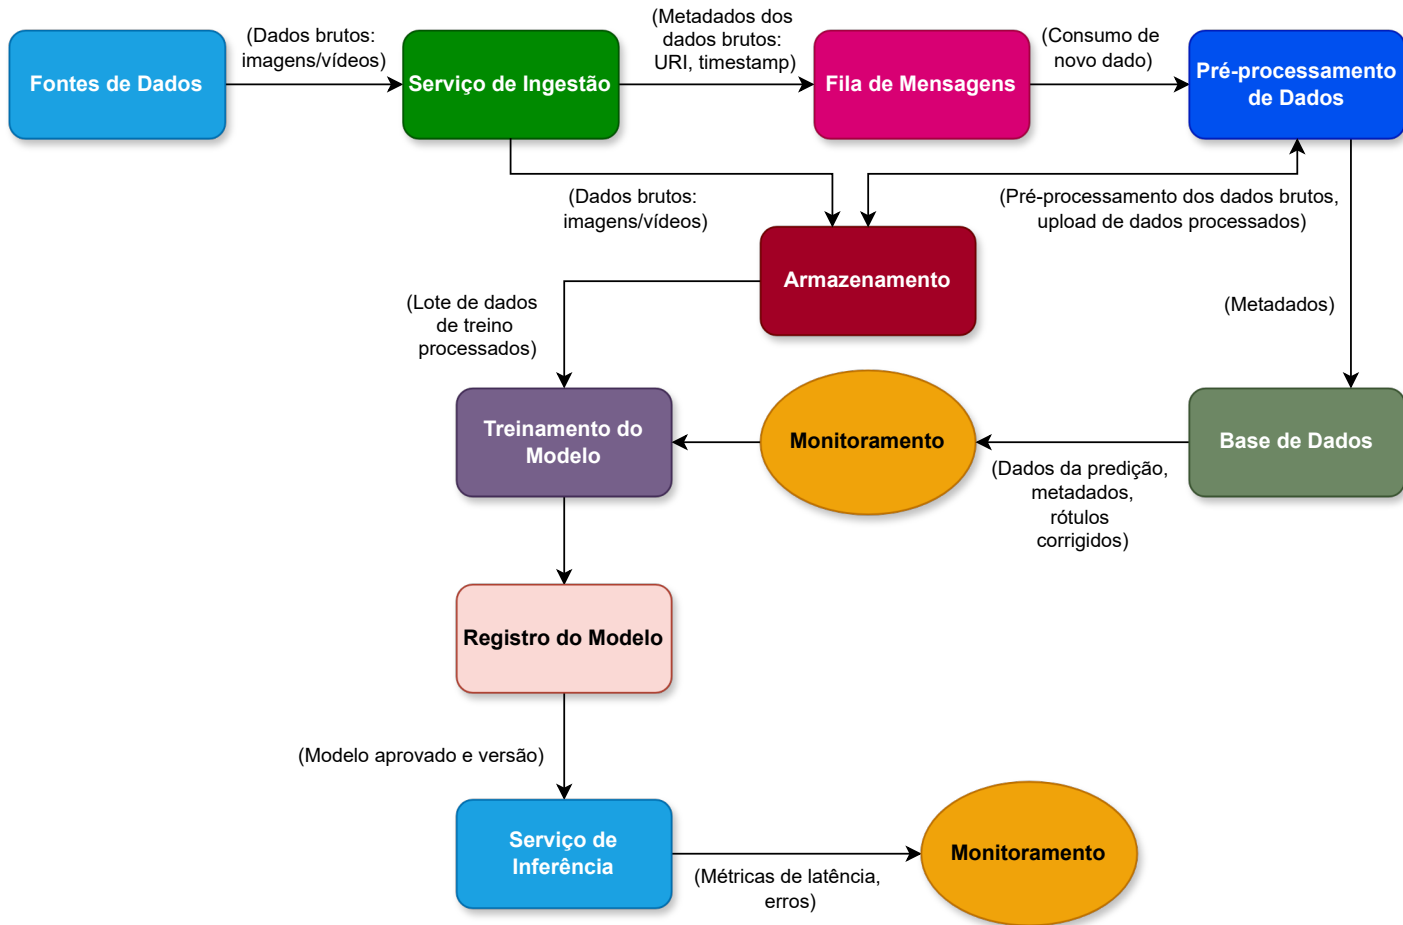 Fontes de Dados
(Dados brutos:
imagens/vídeos)
Serviço de Ingestão
(Metadados dos
dados brutos:
URI, timestamp)
Fila de Mensagens
(Consumo de
novo dado)
Pré-processamento
de Dados
(Dados brutos:
imagens/vídeos)
(Pré-processamento dos dados brutos,
upload de dados processados)
Armazenamento
(Lote de dados
de treino
processados)
(Metadados)
Treinamento do
Modelo
Monitoramento
(Dados da predição,
metadados,
rótulos
corrigidos)
Base de Dados
Registro do Modelo
(Modelo aprovado e versão)
Serviço de
Inferência
(Métricas de latência,
erros)
Monitoramento